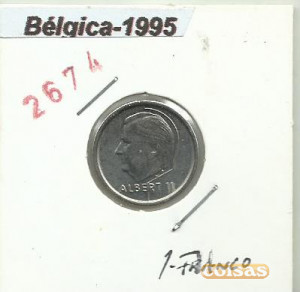 Bélgica-1995
2674
ALBERT II
1-FRANCO